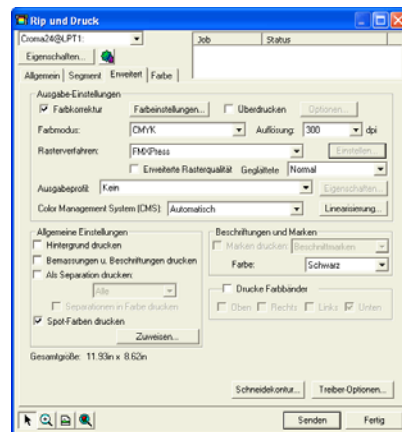 Rip und Druck
Croma24@LPT1:
Job Status
Eigenschaften...
Allgemein Segment Erweitert Farbe
Ausgabe-Einstellungen
Farbkorrektur Farbeinstellungen... Überdrucken Optionen...
Farbmodus: CMYK Auflösung: 300 dpi
Rasterverfahren: FMXPress Einstellen...
Erweiterte Rasterqualität Geglättete Normal
Ausgabeprofil: Kein Eigenschaften...
Color Management System (CMS): Automatisch Linearisierung...
Allgemeine Einstellungen
Hintergrund drucken
Bemassungen u. Beschriftungen drucken
Als Separation drucken:
Alle
Separationen in Farbe drucken
Spot-Farben drucken
Zuweisen...
Beschriftungen und Marken
Marken drucken: Beschnittmarken
Farbe: Schwarz
Drucke Farbbänder
Oben Rechts Links Unten
Gesamtgröße: 11.93in x 8.62in
Schneidekontur... Treiber-Optionen...
Senden Fertig